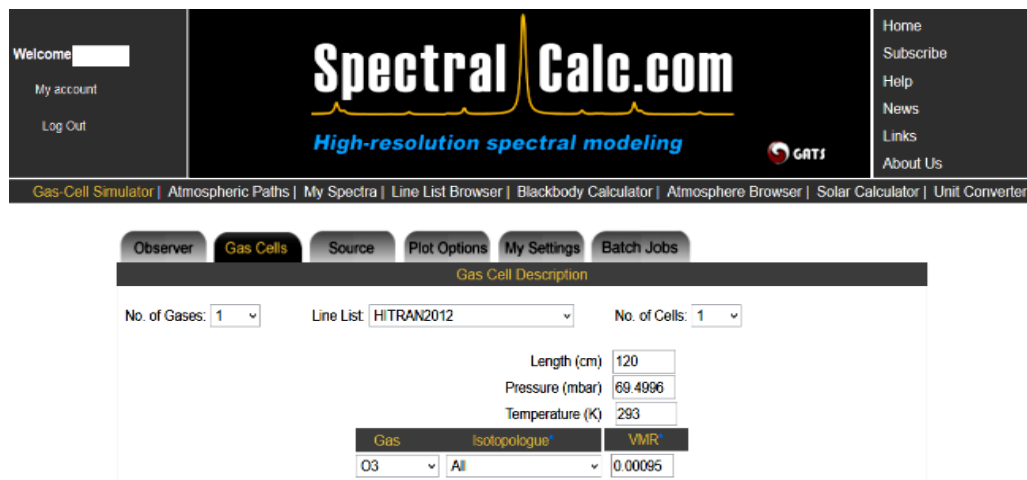 Welcome
My account
Log Out
Spectral Calc.com
High-resolution spectral modeling
GATS
Home
Subscribe
Help
News
Links
About Us
Gas-Cell Simulator| Atmospheric Paths| My Spectra| Line List Browser| Blackbody Calculator| Atmosphere Browser| Solar Calculator| Unit Converter
Observer Gas Cells Source Plot Options My Settings Batch Jobs
Gas Cell Description
No. of Gases: 1 Line List: HITRAN2012 No. of Cells: 1
Length (cm) 120
Pressure (mbar) 69.4996
Temperature (K) 293
Gas Isotopologue* VMR*
O3 All 0.00095